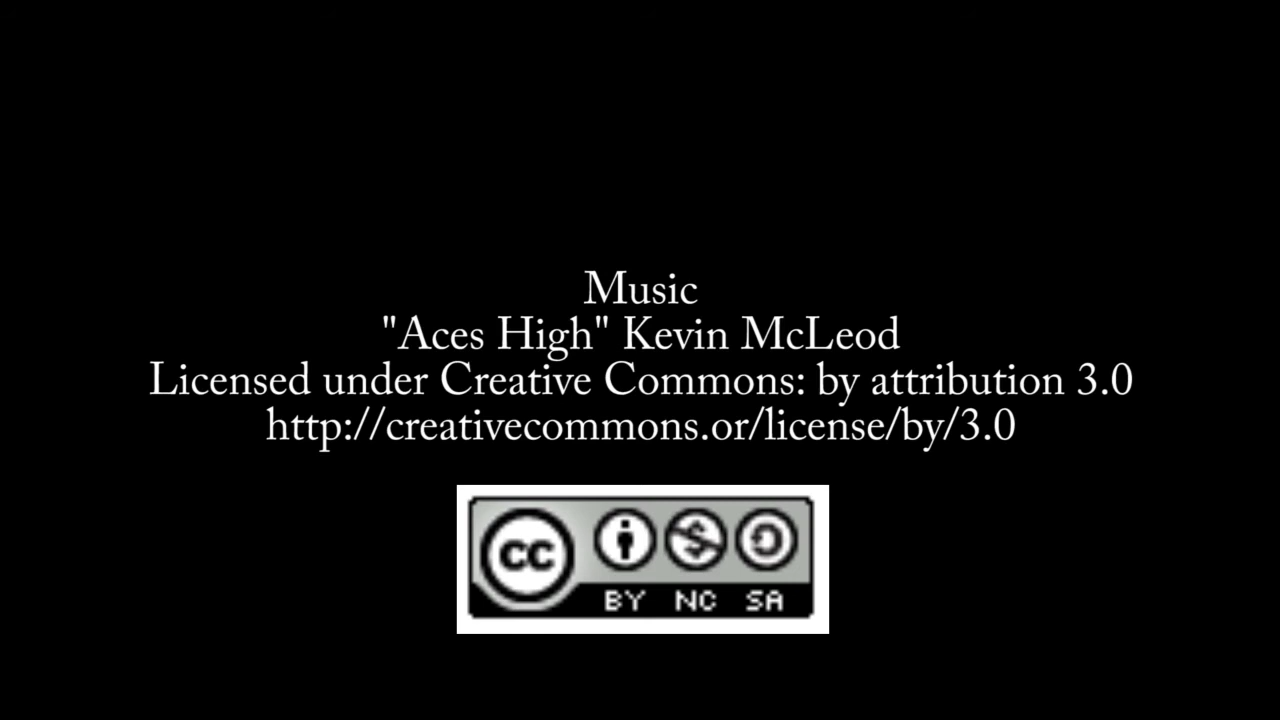 Music
"Aces High" Kevin McLeod
Licensed under Creative Commons: by attribution 3.0
http://creativecommons.or/license/by/3.0
CC
BY NC SA